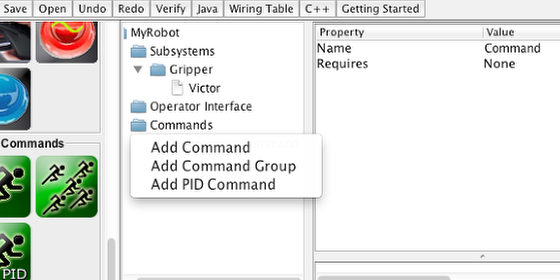 Save Open Undo Redo Verify Java Wiring Table C++ Getting Started
MyRobot
Subsystems
Gripper
Victor
Operator Interface
Commands
Add Command
Add Command Group
Add PID Command
Commands
PID
Property Value
Name Command
Requires None